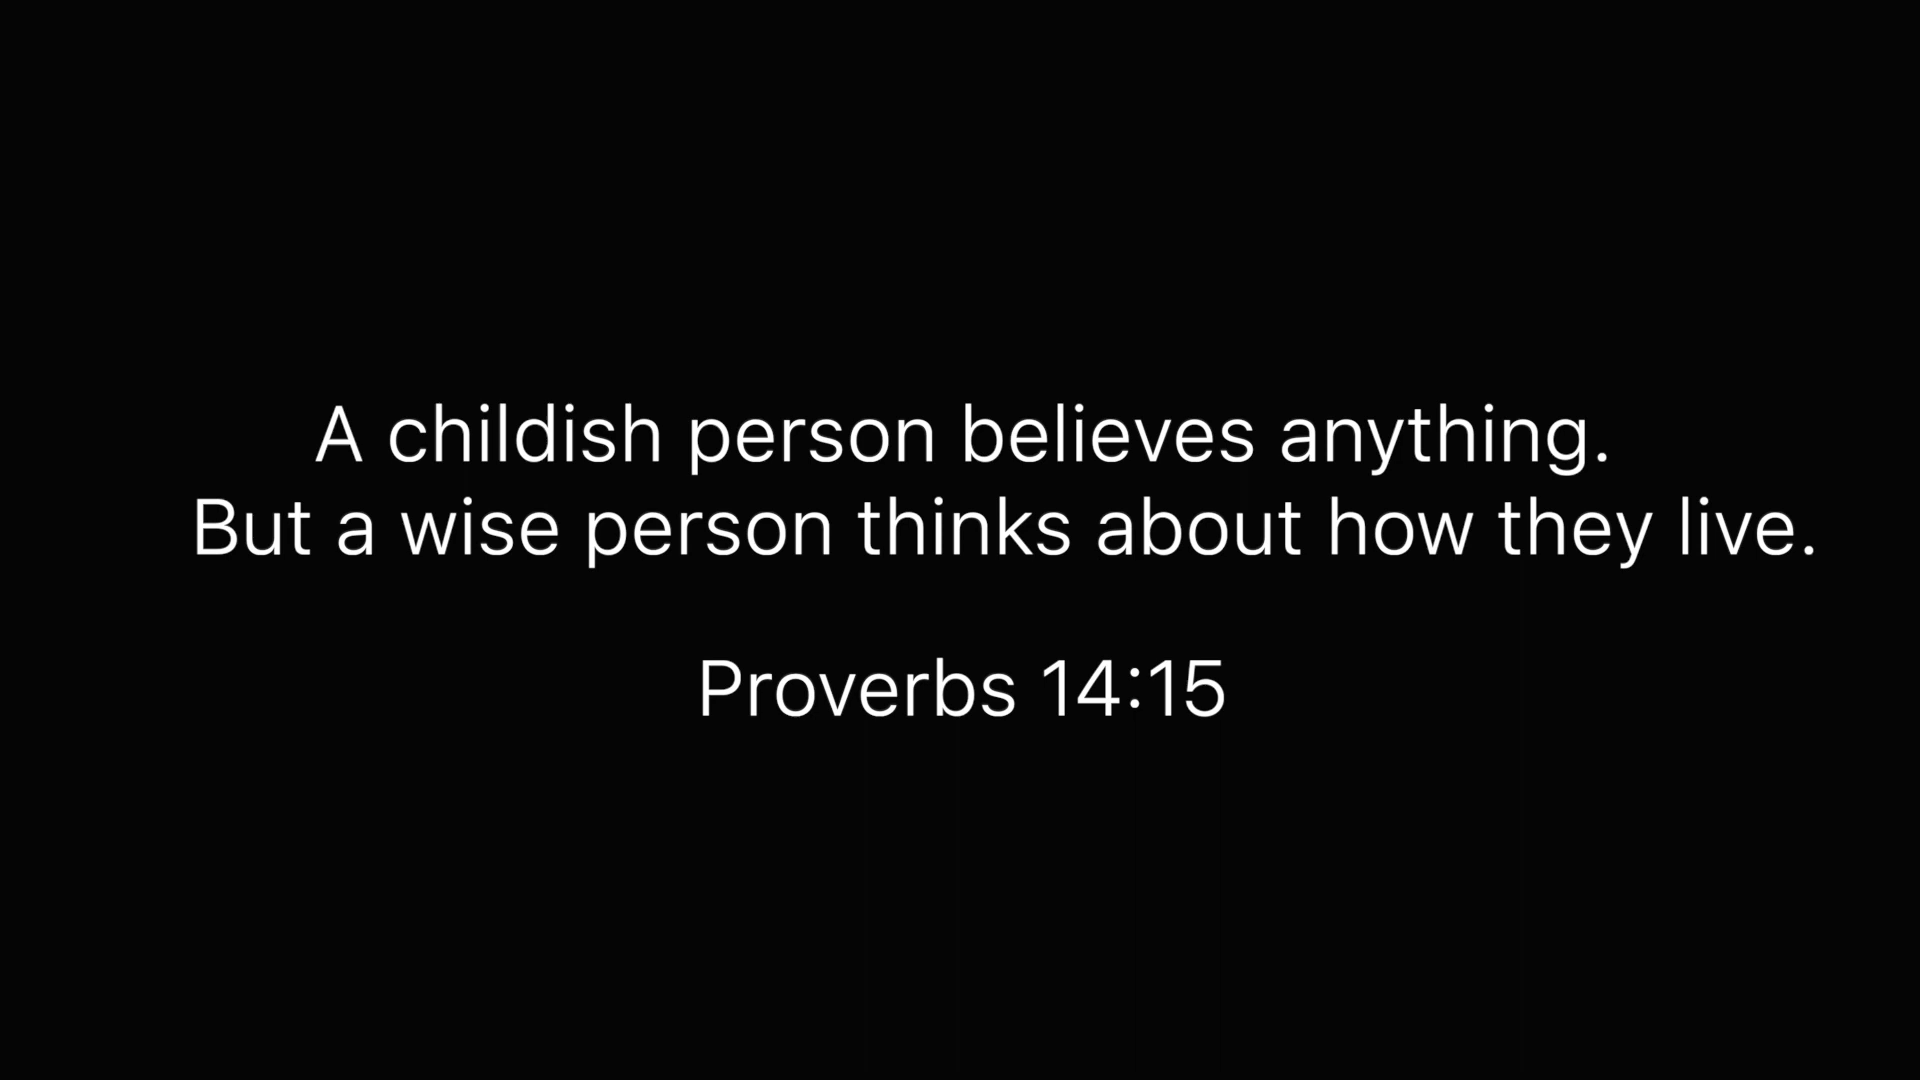 A childish person believes anything.
But a wise person thinks about how they live.
Proverbs 14:15